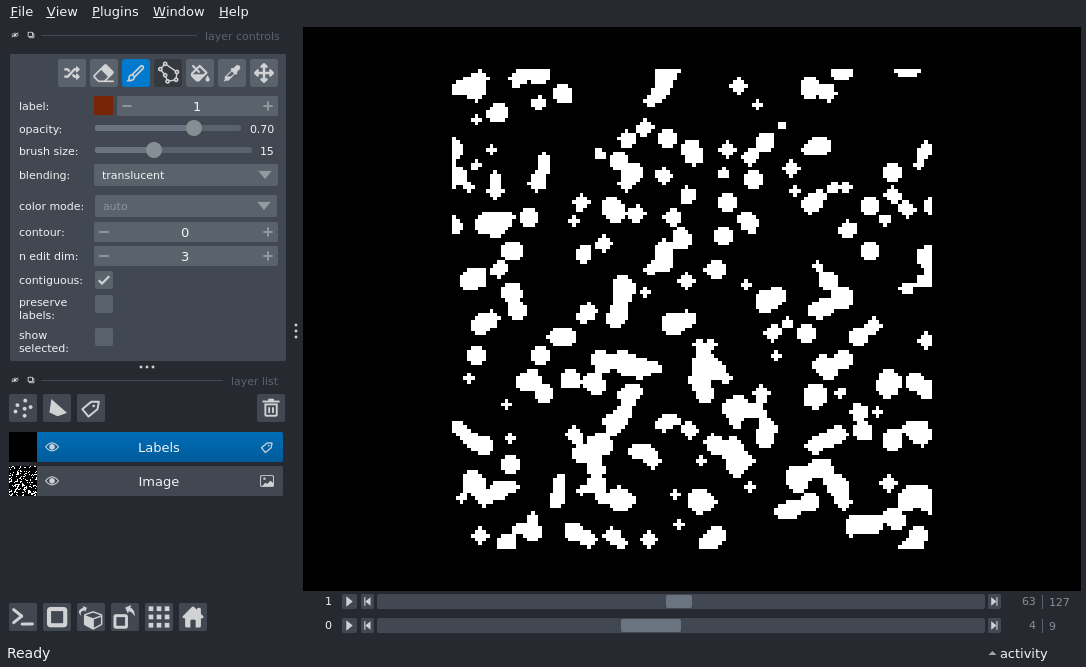 File View Plugins Window Help
layer controls
label: 1
opacity: 0.70
brush size: 15
blending: translucent
color mode: auto
contour: 0
n edit dim: 3
contiguous:
preserve
labels:
show
selected:
layer list
Labels
Image
1 63 127
0 4 9
Ready activity